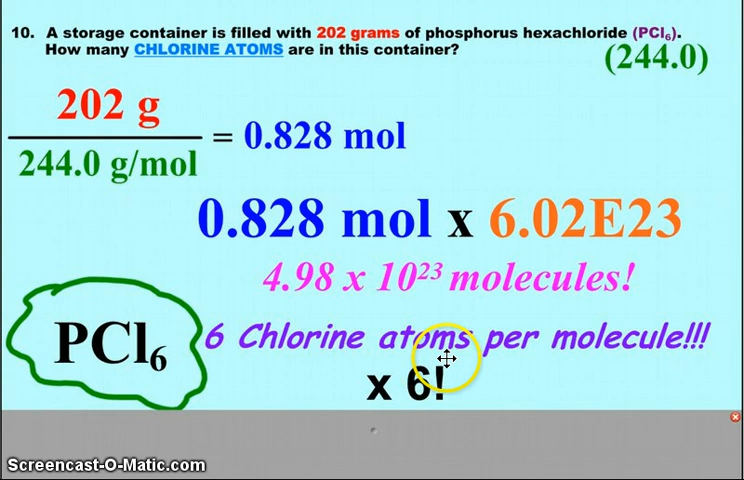 10. A storage container is filled with 202 grams of phosphorus hexachloride (PCl₆).
How many CHLORINE ATOMS are in this container?
(244.0)
202 g
244.0 g/mol
= 0.828 mol
0.828 mol x 6.02E23
4.98 x 10²³ molecules!
PCl₆
6 Chlorine atoms per molecule!!!
x 6!
Screencast-O-Matic.com